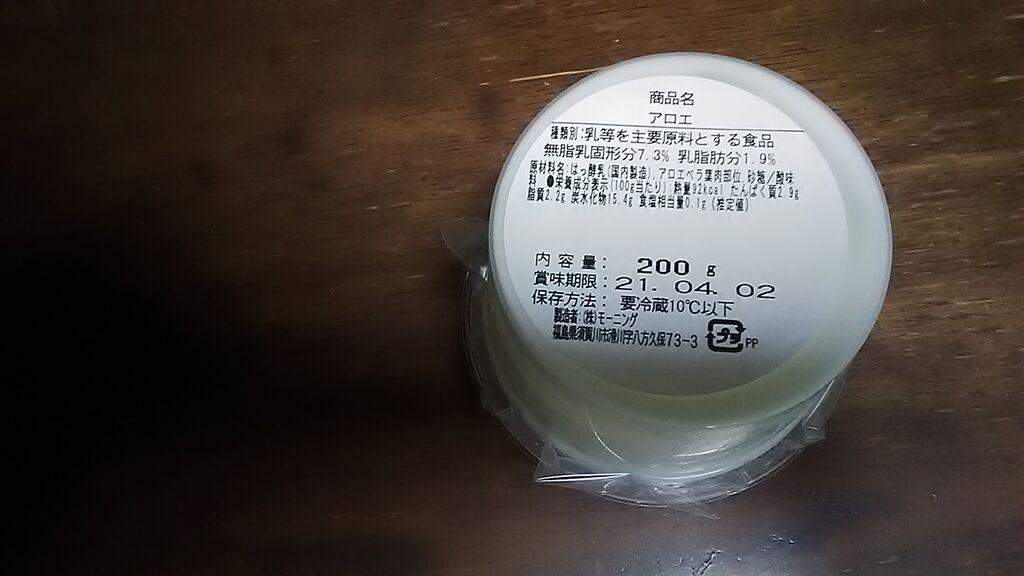 商品名
アロエ
種類別:乳等を主要原料とする食品
無脂乳固形分7.3% 乳脂肪分1.9%
原材料名:はっ酵乳(国内製造)、アロエベラ葉肉部位、砂糖/酸味
料 ●栄養成分表示(100g当たり):熱量92kcal たんぱく質2.9g
脂質2.2g 炭水化物15.4g 食塩相当量0.1g(推定値)
内容量: 200 g
賞味期限:21.04.02
保存方法: 要冷蔵10℃以下
製造者:(株)モーニング
福島県須賀川市滑川字八方久保73-3 プラ PP